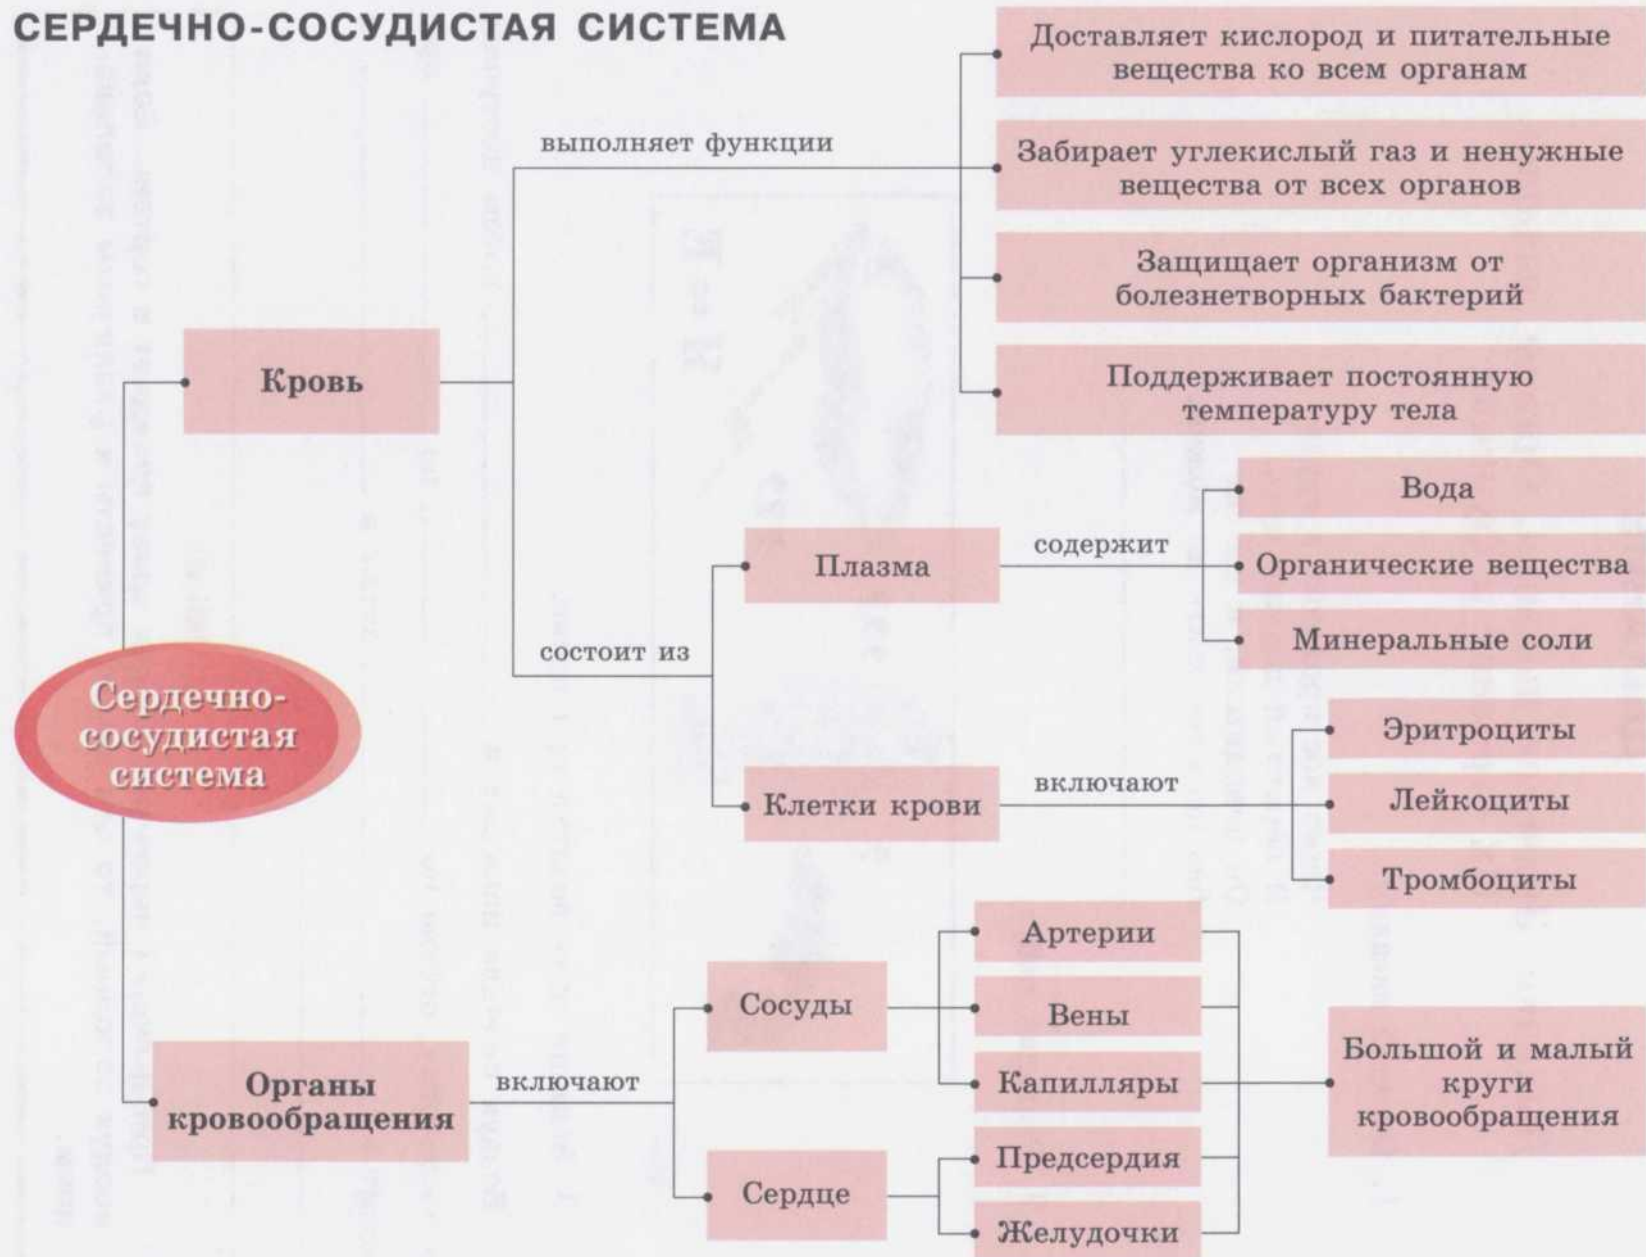 СЕРДЕЧНО-СОСУДИСТАЯ СИСТЕМА
Доставляет кислород и питательные
вещества ко всем органам
выполняет функции
Забирает углекислый газ и ненужные
вещества от всех органов
Защищает организм от
болезнетворных бактерий
Кровь
Поддерживает постоянную
температуру тела
Вода
Плазма
содержит
Органические вещества
состоит из
Минеральные соли
Сердечно-
сосудистая
система
Эритроциты
Клетки крови
включают
Лейкоциты
Тромбоциты
Артерии
Сосуды
Вены
Органы
кровообращения
включают
Капилляры
Большой и малый
круги
кровообращения
Предсердия
Сердце
Желудочки